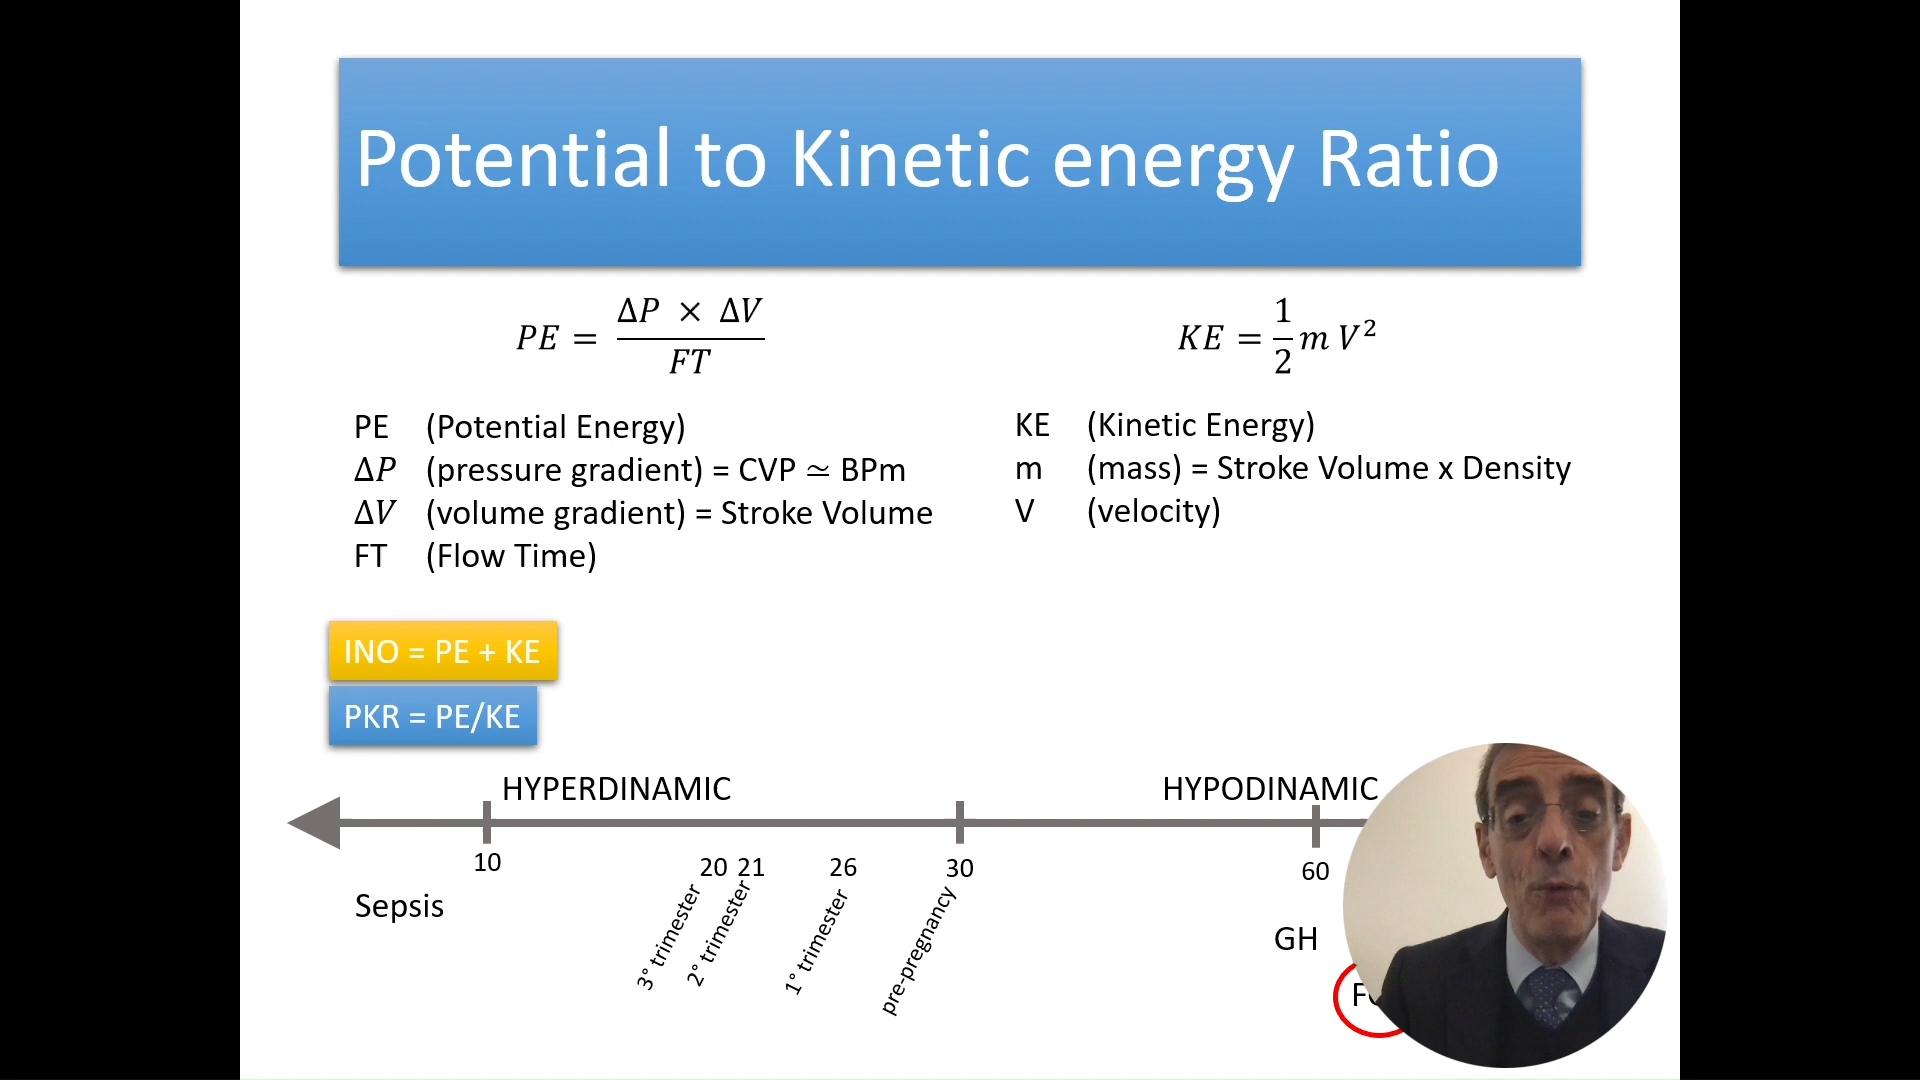 Potential to Kinetic energy Ratio
PE = ΔP × ΔV / FT
KE = 1/2 m V²
PE (Potential Energy)
ΔP (pressure gradient) = CVP ≃ BPm
ΔV (volume gradient) = Stroke Volume
FT (Flow Time)
KE (Kinetic Energy)
m (mass) = Stroke Volume x Density
V (velocity)
INO = PE + KE
PKR = PE/KE
HYPERDINAMIC
HYPODINAMIC
10
20
21
26
30
60
3° trimester
2° trimester
1° trimester
pre-pregnancy
Sepsis
GH